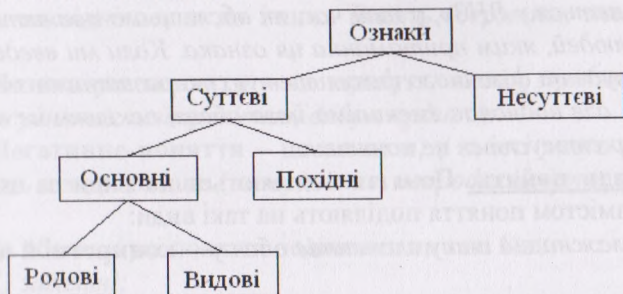 Ознаки
Суттєві Несуттєві
Основні Похідні
Родові Видові